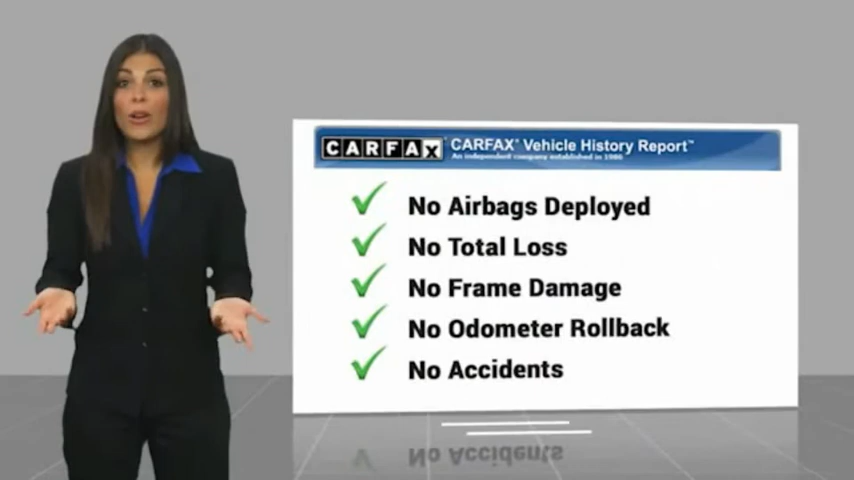 CARFAX CARFAX® Vehicle History Report™
An independent company established in 1986
No Airbags Deployed
No Total Loss
No Frame Damage
No Odometer Rollback
No Accidents
No Accidents